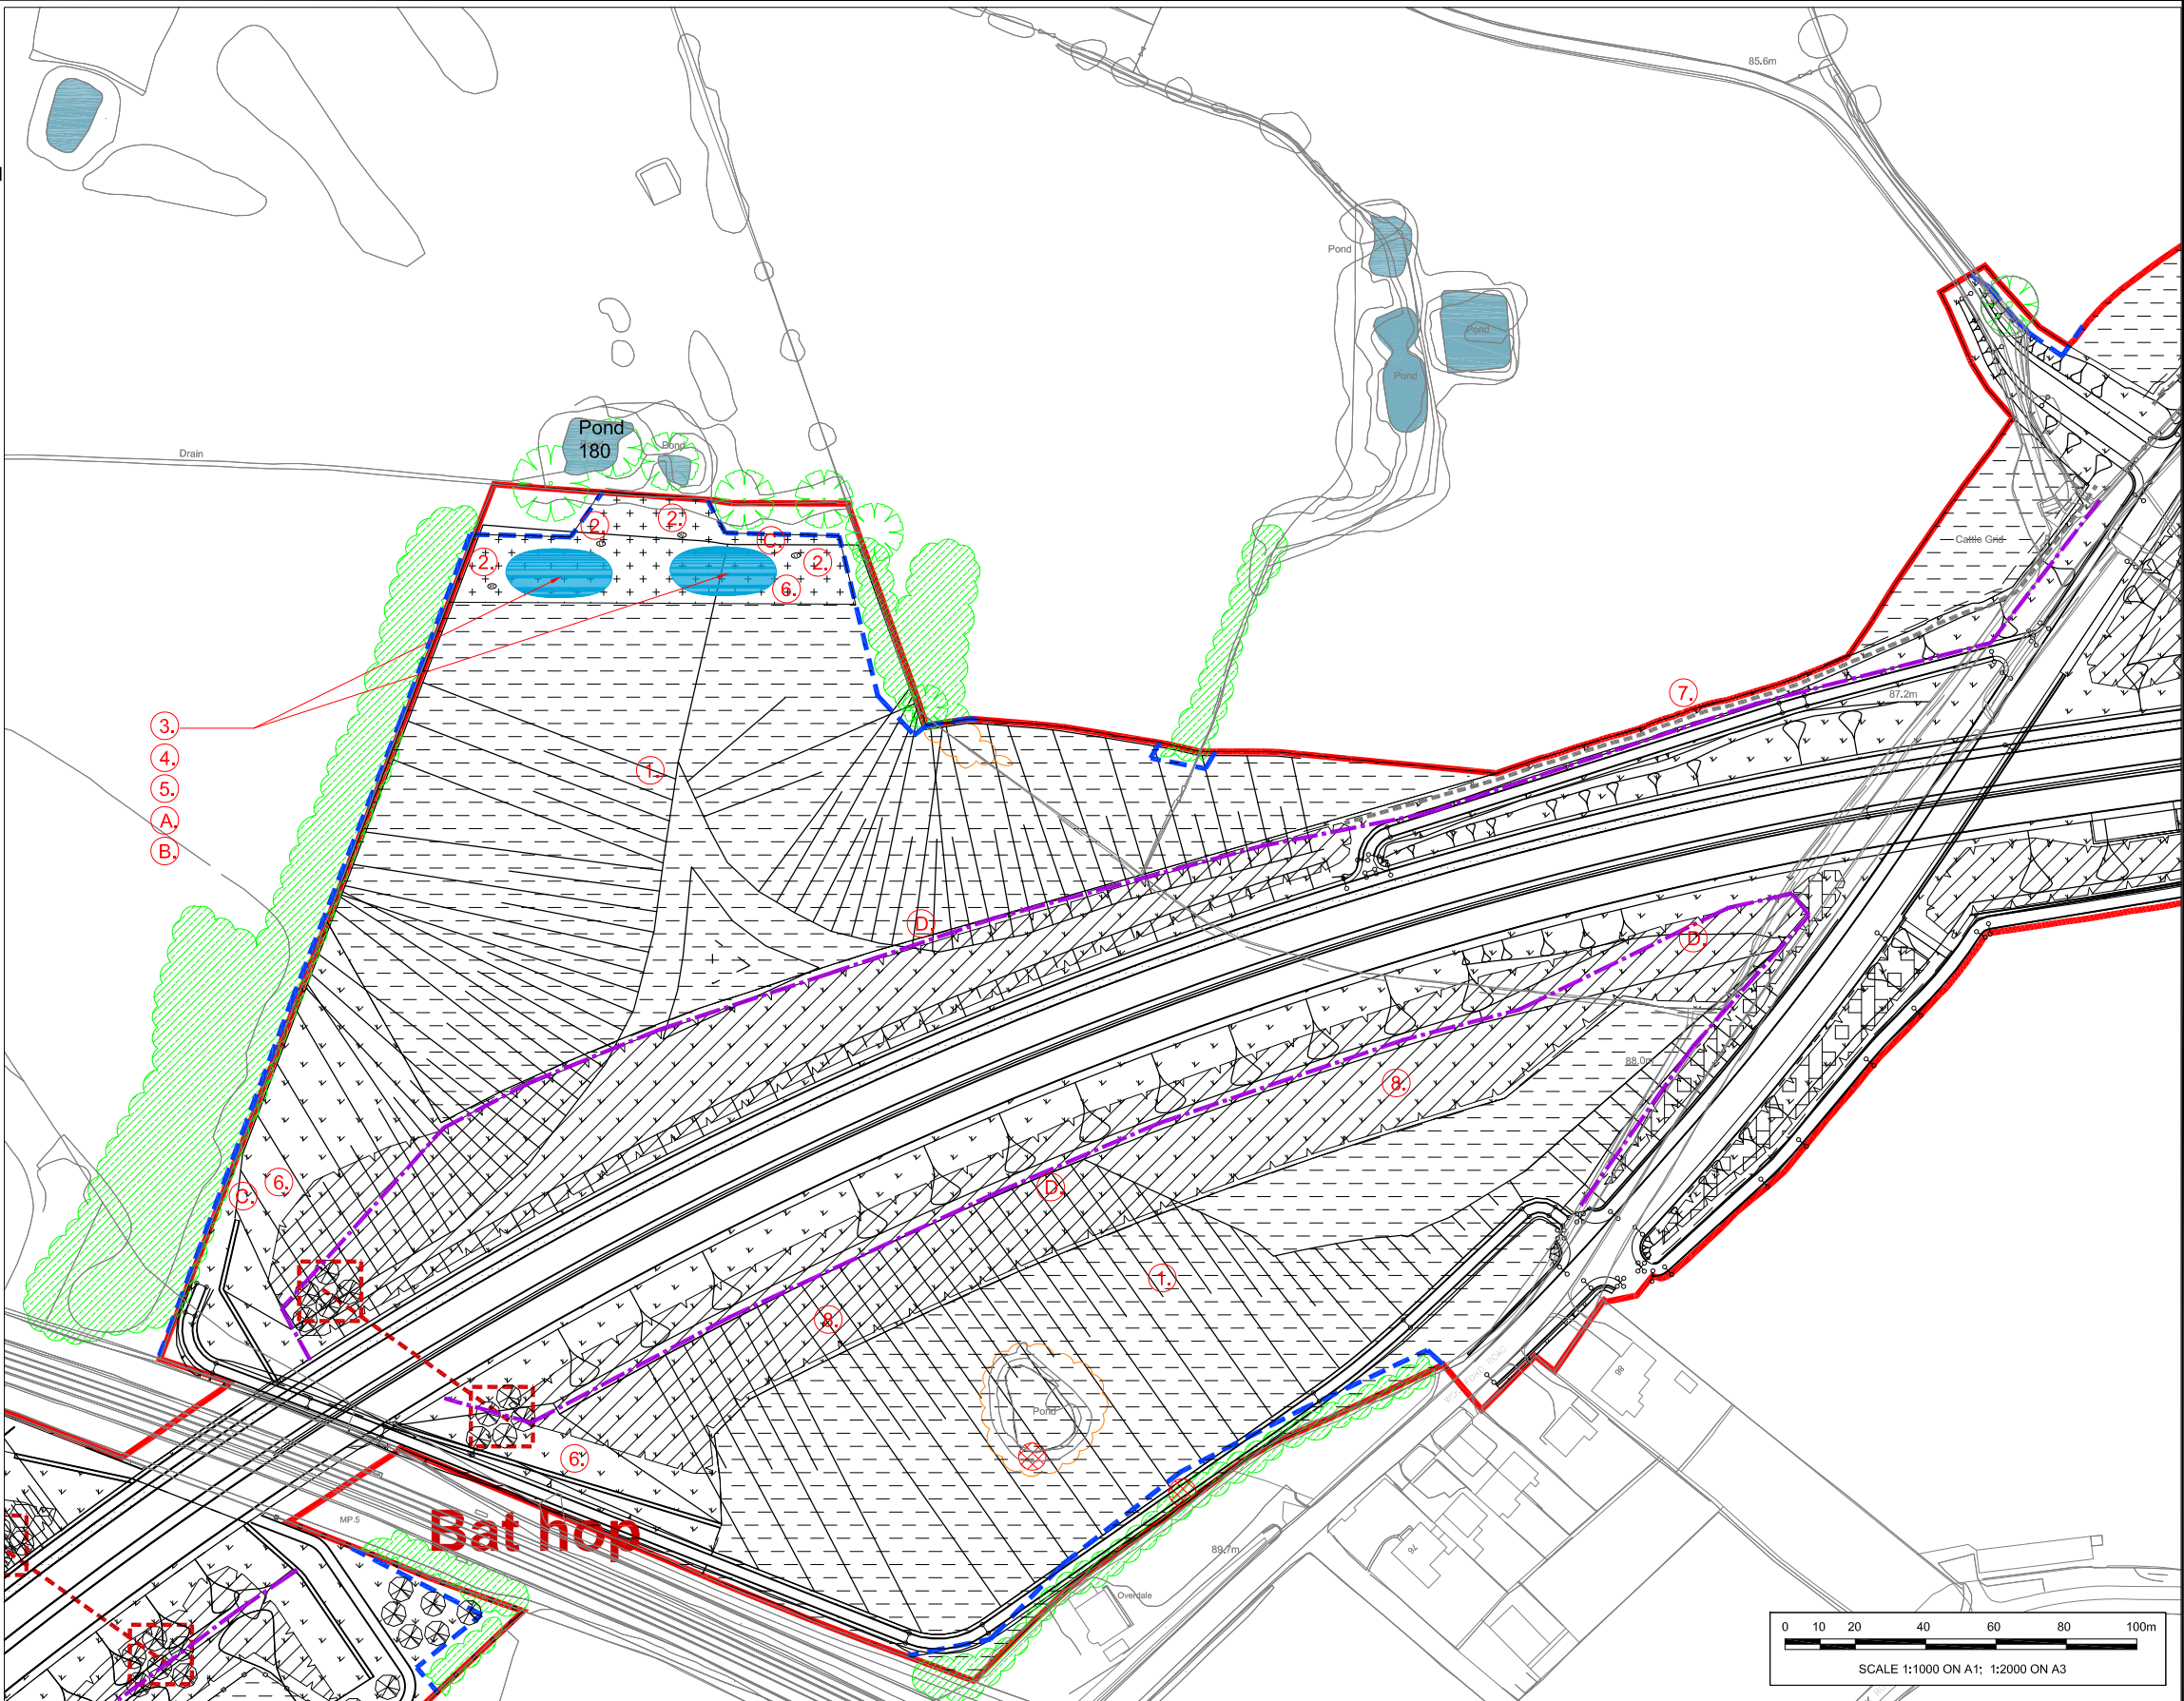 85.6m
Pond
Pond
Pond
Pond
180
Pond
Drain
2.
2.
C.
2.
2.
6.
Cattle Grid
7.
87.2m
3.
4.
5.
A.
B.
1.
D.
D.
88.0m
8.
6.
C.
D.
1.
8.
Pond
6.
98
MP.5
Bat hop
76
89.7m
Overdale
0 10 20 40 60 80 100m
SCALE 1:1000 ON A1; 1:2000 ON A3